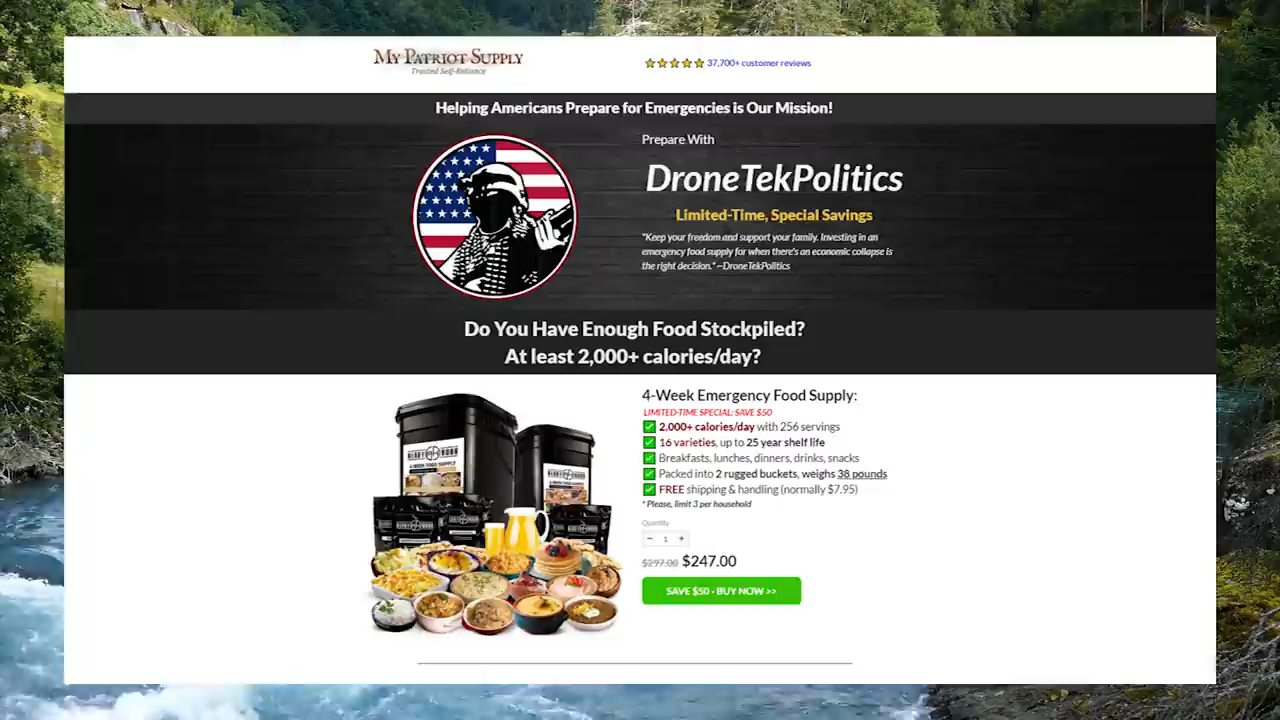 MY PATRIOT SUPPLY
Trusted Self-Reliance
37,700+ customer reviews
Helping Americans Prepare for Emergencies is Our Mission!
Prepare With
DroneTekPolitics
Limited-Time, Special Savings
"Keep your freedom and support your family. Investing in an
emergency food supply for when there's an economic collapse is
the right decision." ~DroneTekPolitics
Do You Have Enough Food Stockpiled?
At least 2,000+ calories/day?
4-Week Emergency Food Supply:
LIMITED-TIME SPECIAL: SAVE $50
2,000+ calories/day with 256 servings
16 varieties, up to 25 year shelf life
Breakfasts, lunches, dinners, drinks, snacks
Packed into 2 rugged buckets, weighs 38 pounds
FREE shipping & handling (normally $7.95)
* Please, limit 3 per household
Quantity
− 1 +
$297.00 $247.00
SAVE $50 - BUY NOW >>
READY HOUR
4-WEEK FOOD SUPPLY